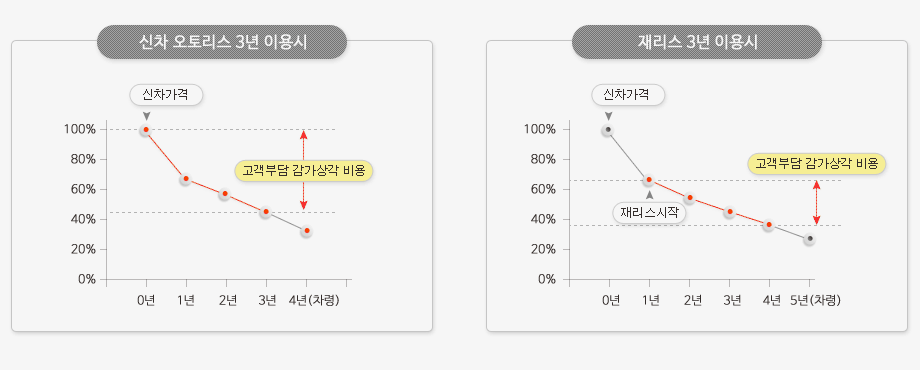 신차 오토리스 3년 이용시
신차가격
100%
80%
60%
40%
20%
0%
고객부담 감가상각 비용
0년 1년 2년 3년 4년(차령)
재리스 3년 이용시
신차가격
100%
80%
60%
40%
20%
0%
고객부담 감가상각 비용
재리스시작
0년 1년 2년 3년 4년 5년(차령)